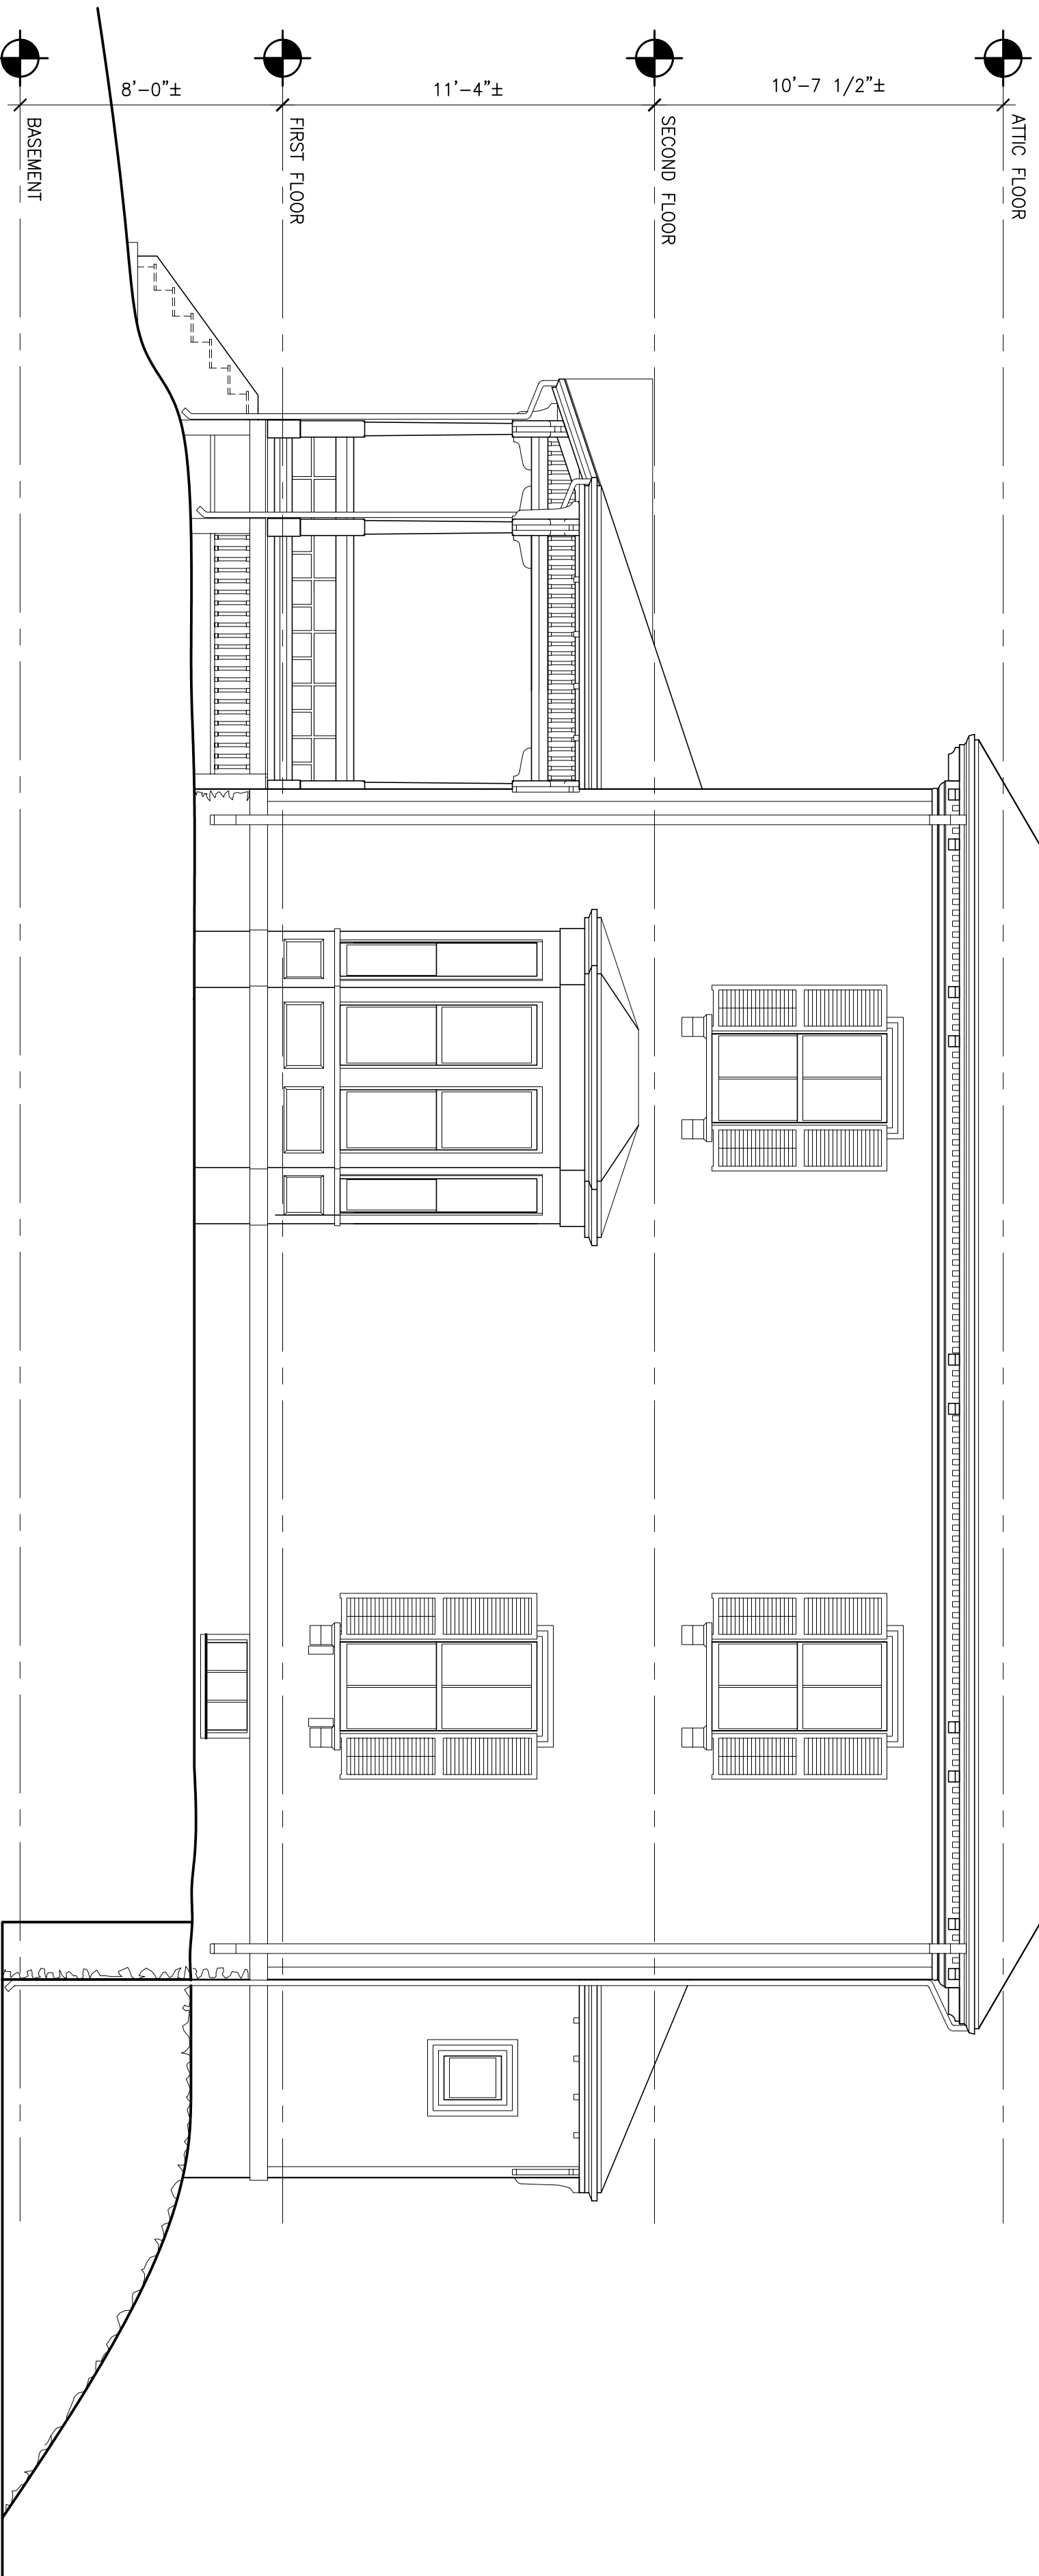 ATTIC FLOOR
10'-7 1/2"±
SECOND FLOOR
11'-4"±
FIRST FLOOR
8'-0"±
BASEMENT